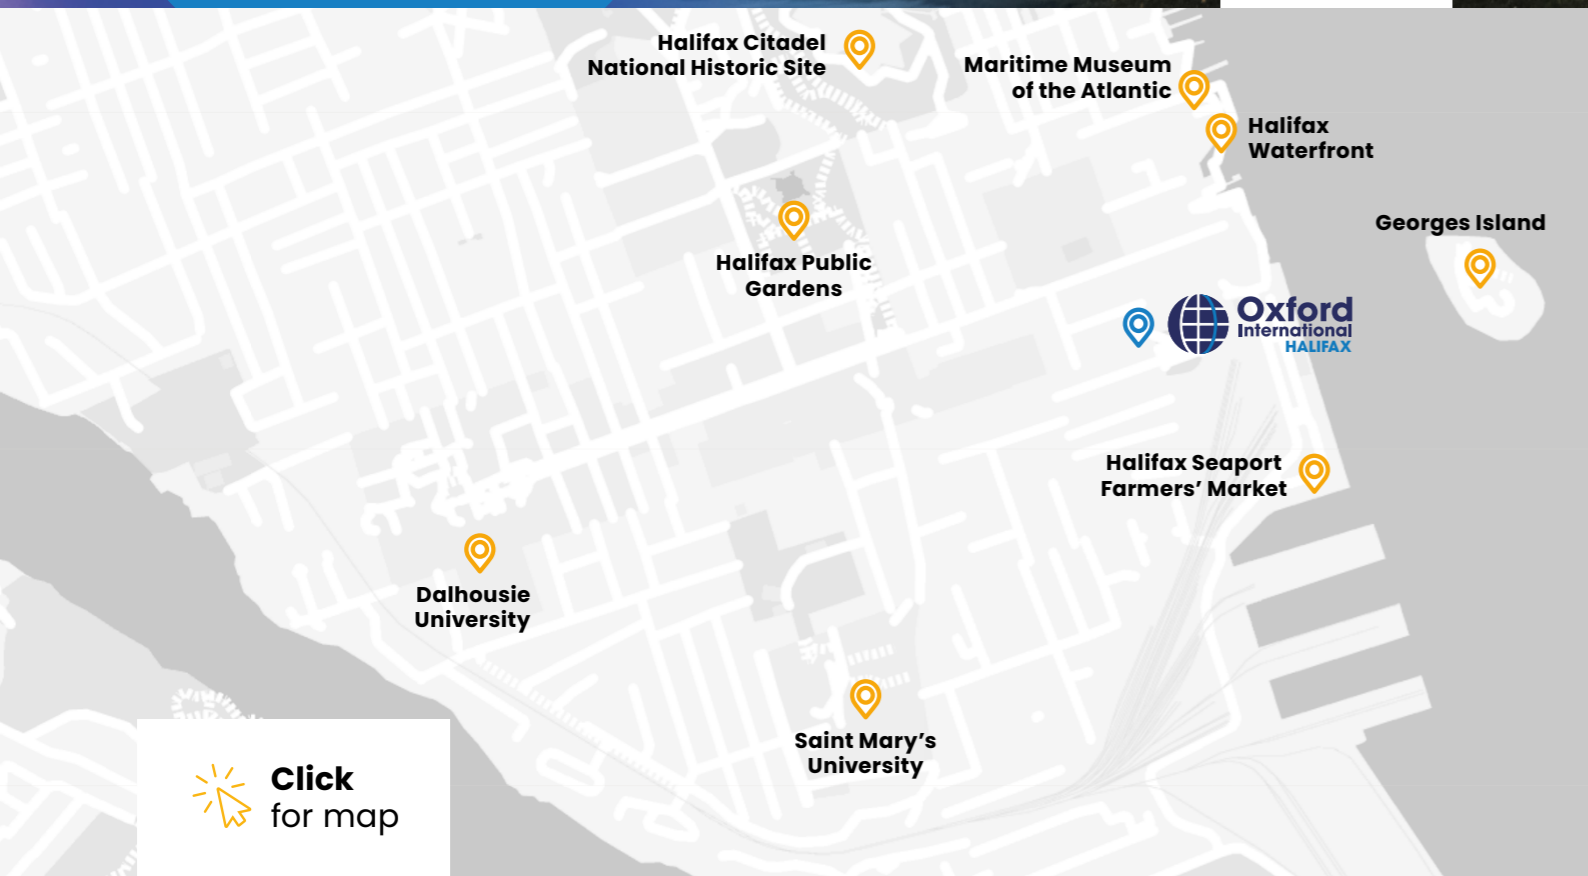 Halifax Citadel
National Historic Site
Maritime Museum
of the Atlantic
Halifax
Waterfront
Georges Island
Halifax Public
Gardens
Oxford
International
HALIFAX
Halifax Seaport
Farmers’ Market
Dalhousie
University
Saint Mary’s
University
Click
for map